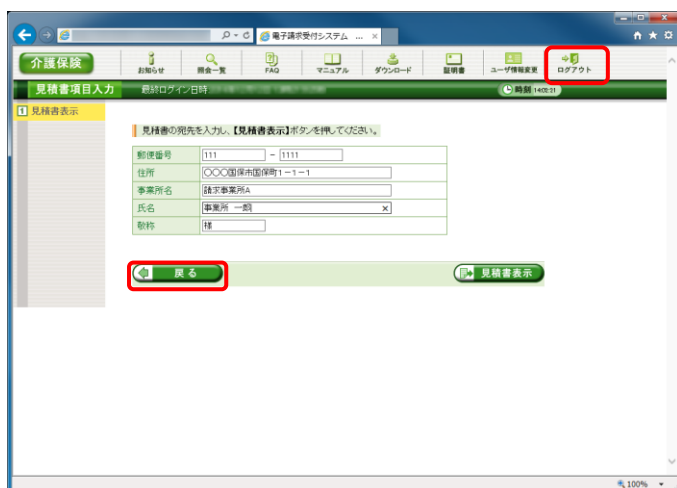 電子請求受付システム ...
介護保険
お知らせ
照会一覧
FAQ
マニュアル
ダウンロード
証明書
ユーザ情報変更
ログアウト
見積書項目入力
最終ログイン日時
時刻
1 見積書表示
見積書の宛先を入力し、【見積書表示】ボタンを押してください。
郵便番号 111 - 1111
住所 〇〇〇国保市国保町1-1-1
事業所名 請求事業所A
氏名 事業所 一郎
敬称 様
戻る
見積書表示
100%